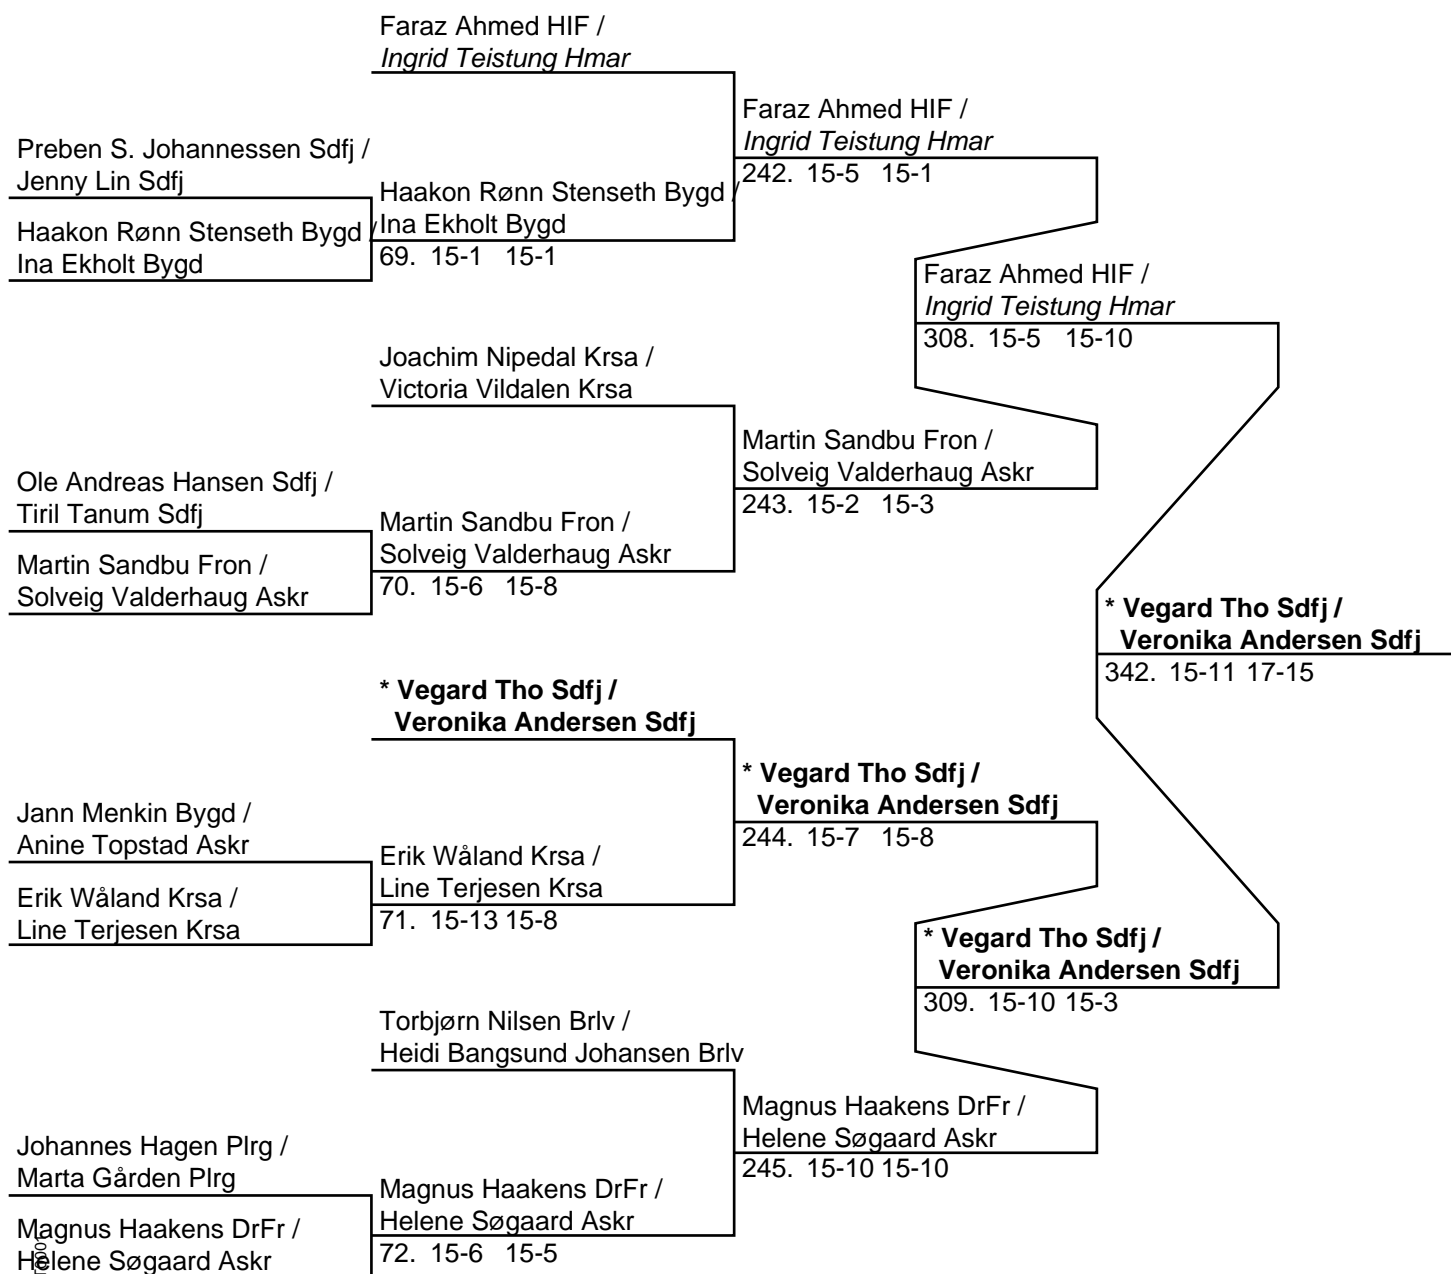 Faraz Ahmed HIF /
Ingrid Teistung Hmar
Faraz Ahmed HIF /
Ingrid Teistung Hmar
242. 15-5 15-1
Preben S. Johannessen Sdfj /
Jenny Lin Sdfj
Haakon Rønn Stenseth Bygd /
Ina Ekholt Bygd
69. 15-1 15-1
Haakon Rønn Stenseth Bygd /
Ina Ekholt Bygd
Faraz Ahmed HIF /
Ingrid Teistung Hmar
308. 15-5 15-10
Joachim Nipedal Krsa /
Victoria Vildalen Krsa
Martin Sandbu Fron /
Solveig Valderhaug Askr
243. 15-2 15-3
Ole Andreas Hansen Sdfj /
Tiril Tanum Sdfj
Martin Sandbu Fron /
Solveig Valderhaug Askr
70. 15-6 15-8
Martin Sandbu Fron /
Solveig Valderhaug Askr
* Vegard Tho Sdfj /
Veronika Andersen Sdfj
342. 15-11 17-15
* Vegard Tho Sdfj /
Veronika Andersen Sdfj
* Vegard Tho Sdfj /
Veronika Andersen Sdfj
244. 15-7 15-8
Jann Menkin Bygd /
Anine Topstad Askr
Erik Wåland Krsa /
Line Terjesen Krsa
71. 15-13 15-8
Erik Wåland Krsa /
Line Terjesen Krsa
* Vegard Tho Sdfj /
Veronika Andersen Sdfj
309. 15-10 15-3
Torbjørn Nilsen Brlv /
Heidi Bangsund Johansen Brlv
Magnus Haakens DrFr /
Helene Søgaard Askr
245. 15-10 15-10
Johannes Hagen Plrg /
Marta Gården Plrg
Magnus Haakens DrFr /
Helene Søgaard Askr
72. 15-6 15-5
Magnus Haakens DrFr /
Helene Søgaard Askr